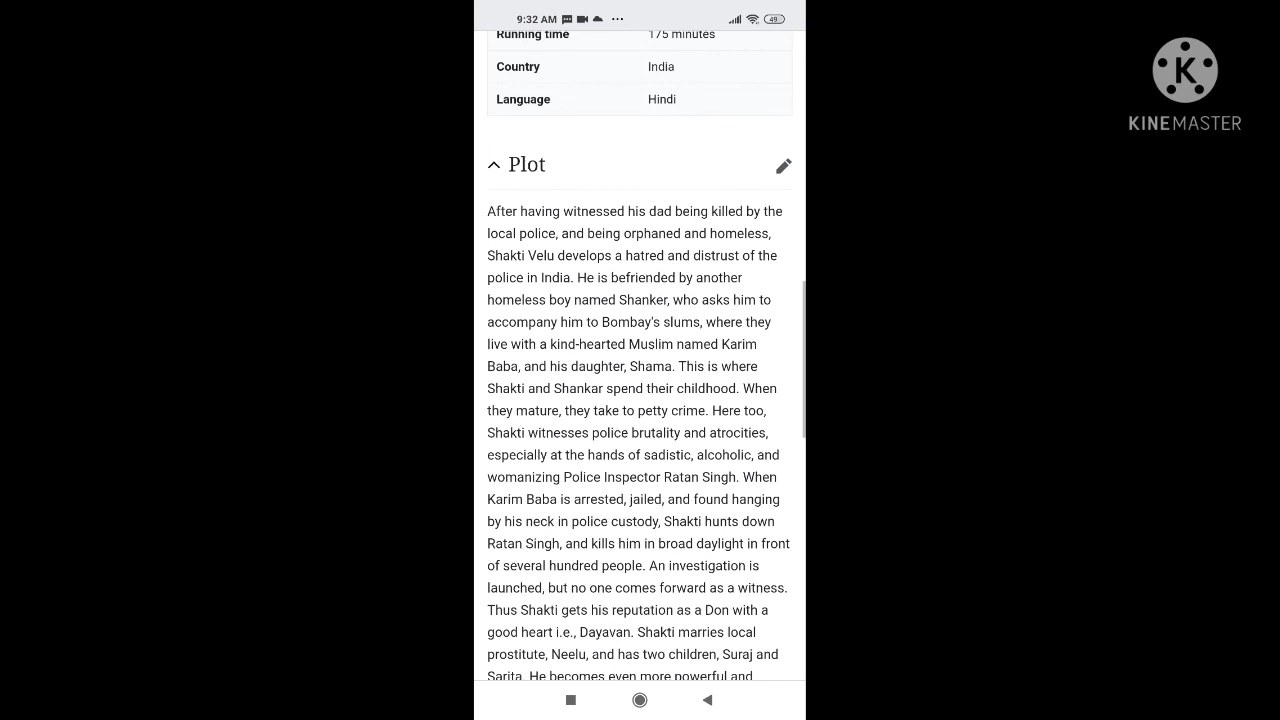 9:32 AM
49
Running time 175 minutes
Country India
Language Hindi
Plot
After having witnessed his dad being killed by the
local police, and being orphaned and homeless,
Shakti Velu develops a hatred and distrust of the
police in India. He is befriended by another
homeless boy named Shanker, who asks him to
accompany him to Bombay's slums, where they
live with a kind-hearted Muslim named Karim
Baba, and his daughter, Shama. This is where
Shakti and Shankar spend their childhood. When
they mature, they take to petty crime. Here too,
Shakti witnesses police brutality and atrocities,
especially at the hands of sadistic, alcoholic, and
womanizing Police Inspector Ratan Singh. When
Karim Baba is arrested, jailed, and found hanging
by his neck in police custody, Shakti hunts down
Ratan Singh, and kills him in broad daylight in front
of several hundred people. An investigation is
launched, but no one comes forward as a witness.
Thus Shakti gets his reputation as a Don with a
good heart i.e., Dayavan. Shakti marries local
prostitute, Neelu, and has two children, Suraj and
Sarita. He becomes even more powerful and
K
KINEMASTER